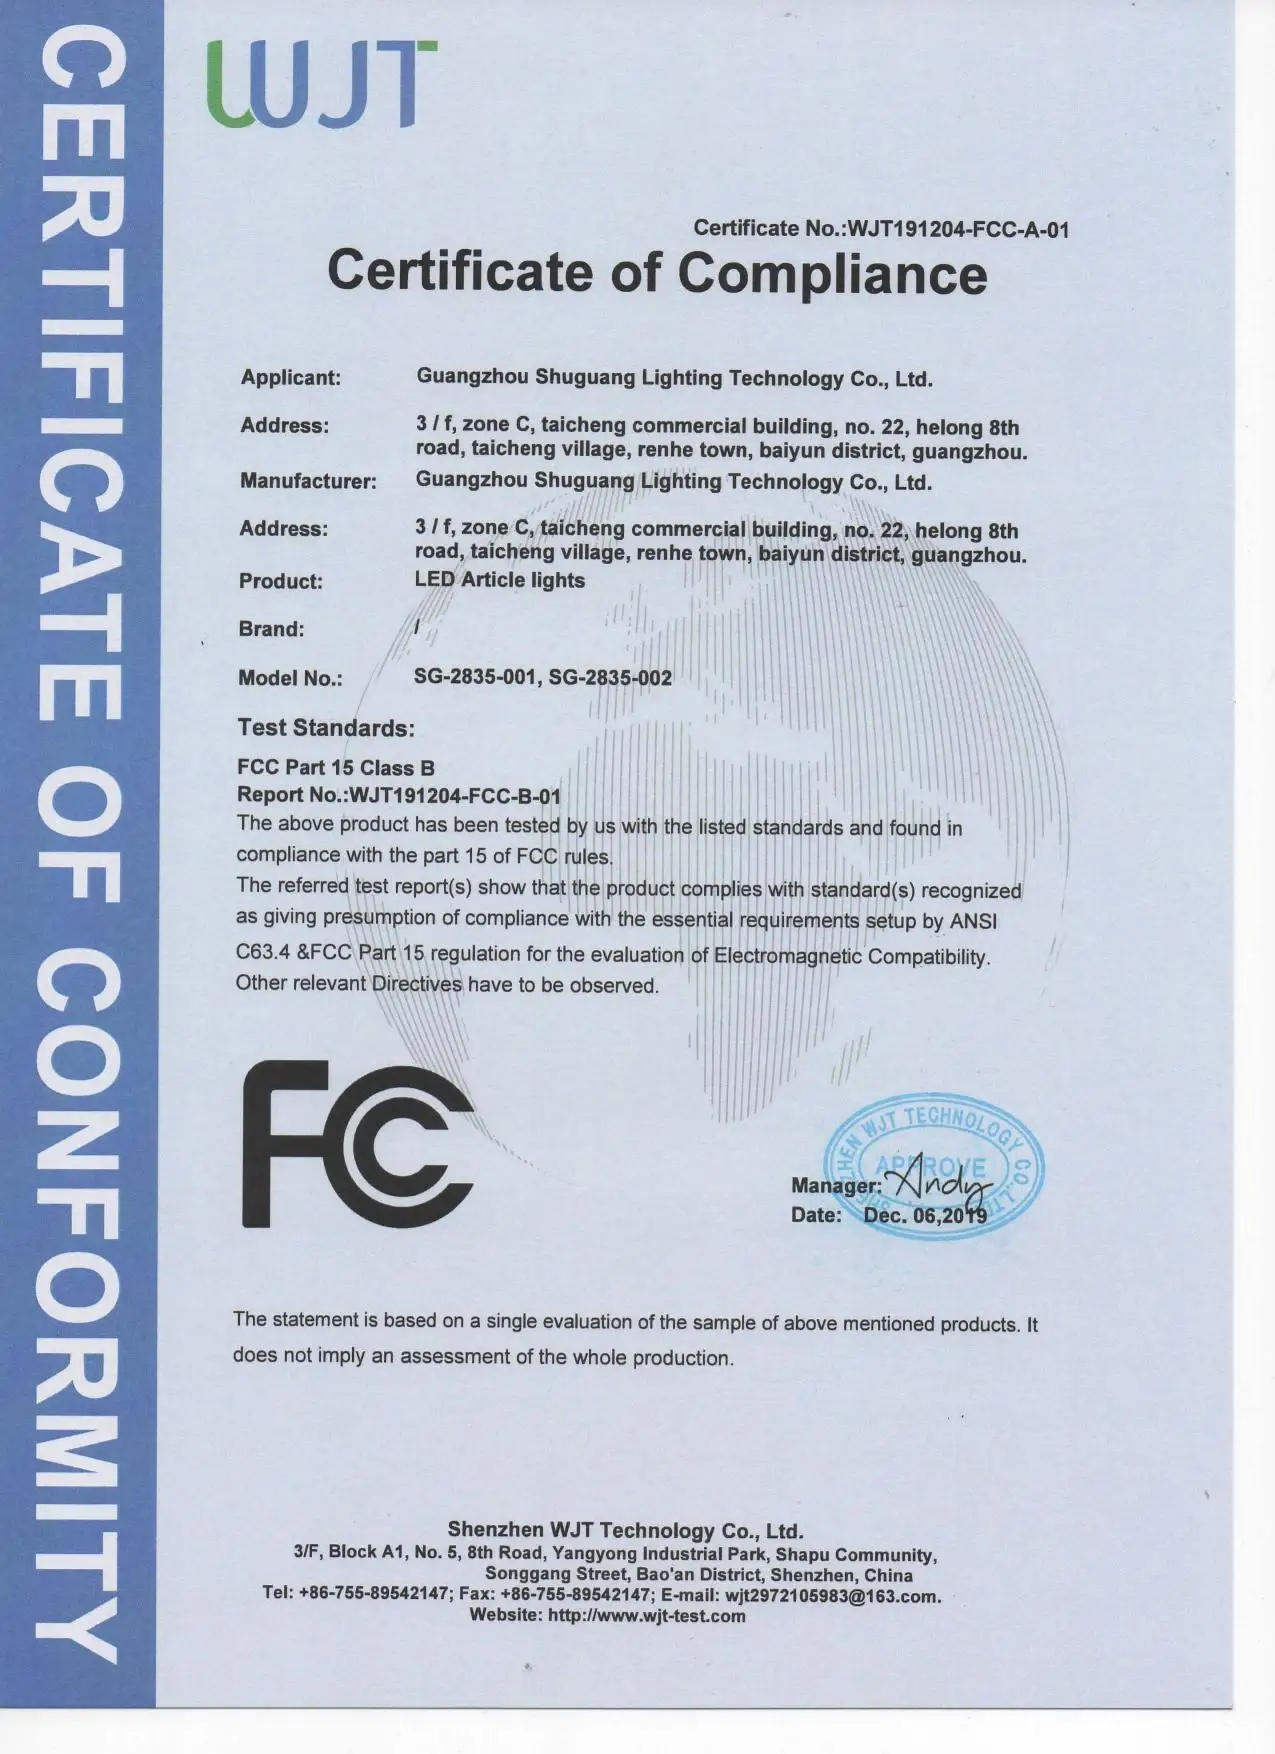 CERTIFICATE OF CONFORMITY
WJT
Certificate No.:WJT191204-FCC-A-01
Certificate of Compliance
Applicant: Guangzhou Shuguang Lighting Technology Co., Ltd.
Address: 3 / f, zone C, taicheng commercial building, no. 22, helong 8th
road, taicheng village, renhe town, baiyun district, guangzhou.
Manufacturer: Guangzhou Shuguang Lighting Technology Co., Ltd.
Address: 3 / f, zone C, taicheng commercial building, no. 22, helong 8th
road, taicheng village, renhe town, baiyun district, guangzhou.
Product: LED Article lights
Brand: /
Model No.: SG-2835-001, SG-2835-002
Test Standards:
FCC Part 15 Class B
Report No.:WJT191204-FCC-B-01
The above product has been tested by us with the listed standards and found in
compliance with the part 15 of FCC rules.
The referred test report(s) show that the product complies with standard(s) recognized
as giving presumption of compliance with the essential requirements setup by ANSI
C63.4 &FCC Part 15 regulation for the evaluation of Electromagnetic Compatibility.
Other relevant Directives have to be observed.
FCC
SHENZHEN WJT TECHNOLOGY CO.,LTD
APPROVE
Manager: Andy
Date: Dec. 06,2019
The statement is based on a single evaluation of the sample of above mentioned products. It
does not imply an assessment of the whole production.
Shenzhen WJT Technology Co., Ltd.
3/F, Block A1, No. 5, 8th Road, Yangyong Industrial Park, Shapu Community,
Songgang Street, Bao'an District, Shenzhen, China
Tel: +86-755-89542147; Fax: +86-755-89542147; E-mail: wjt2972105983@163.com.
Website: http://www.wjt-test.com